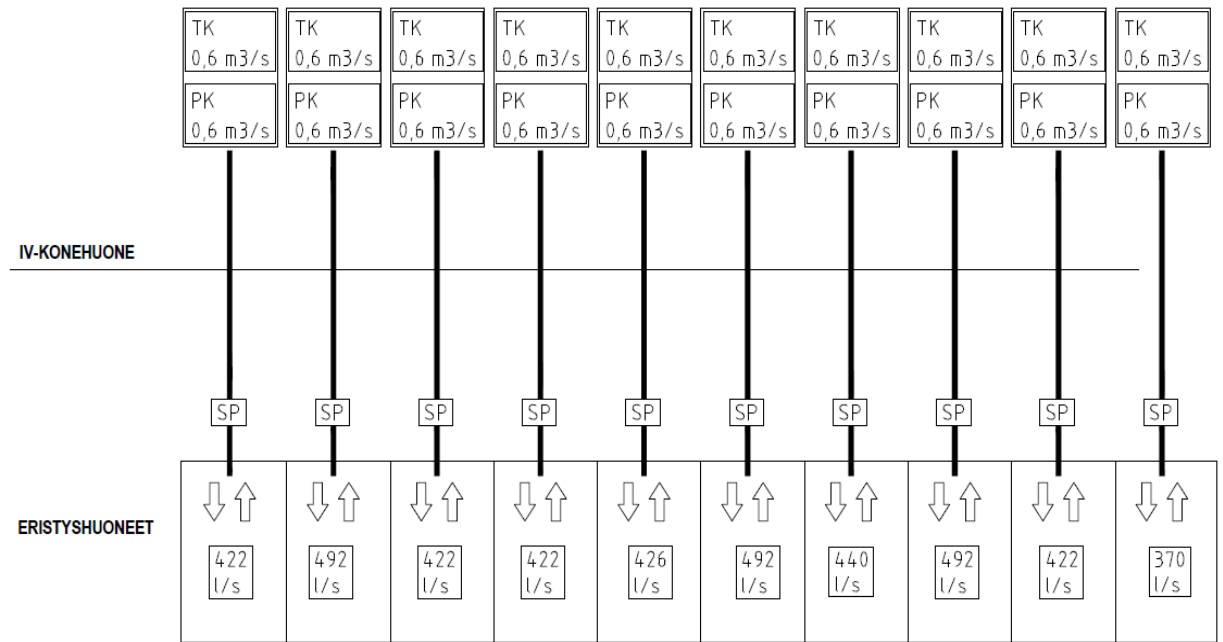 TK TK TK TK TK TK TK TK TK TK
0,6 m3/s 0,6 m3/s 0,6 m3/s 0,6 m3/s 0,6 m3/s 0,6 m3/s 0,6 m3/s 0,6 m3/s 0,6 m3/s 0,6 m3/s
PK PK PK PK PK PK PK PK PK PK
0,6 m3/s 0,6 m3/s 0,6 m3/s 0,6 m3/s 0,6 m3/s 0,6 m3/s 0,6 m3/s 0,6 m3/s 0,6 m3/s 0,6 m3/s
IV-KONEHUONE
SP SP SP SP SP SP SP SP SP SP
ERISTYSHUONEET
422 492 422 422 426 492 440 492 422 370
l/s l/s l/s l/s l/s l/s l/s l/s l/s l/s